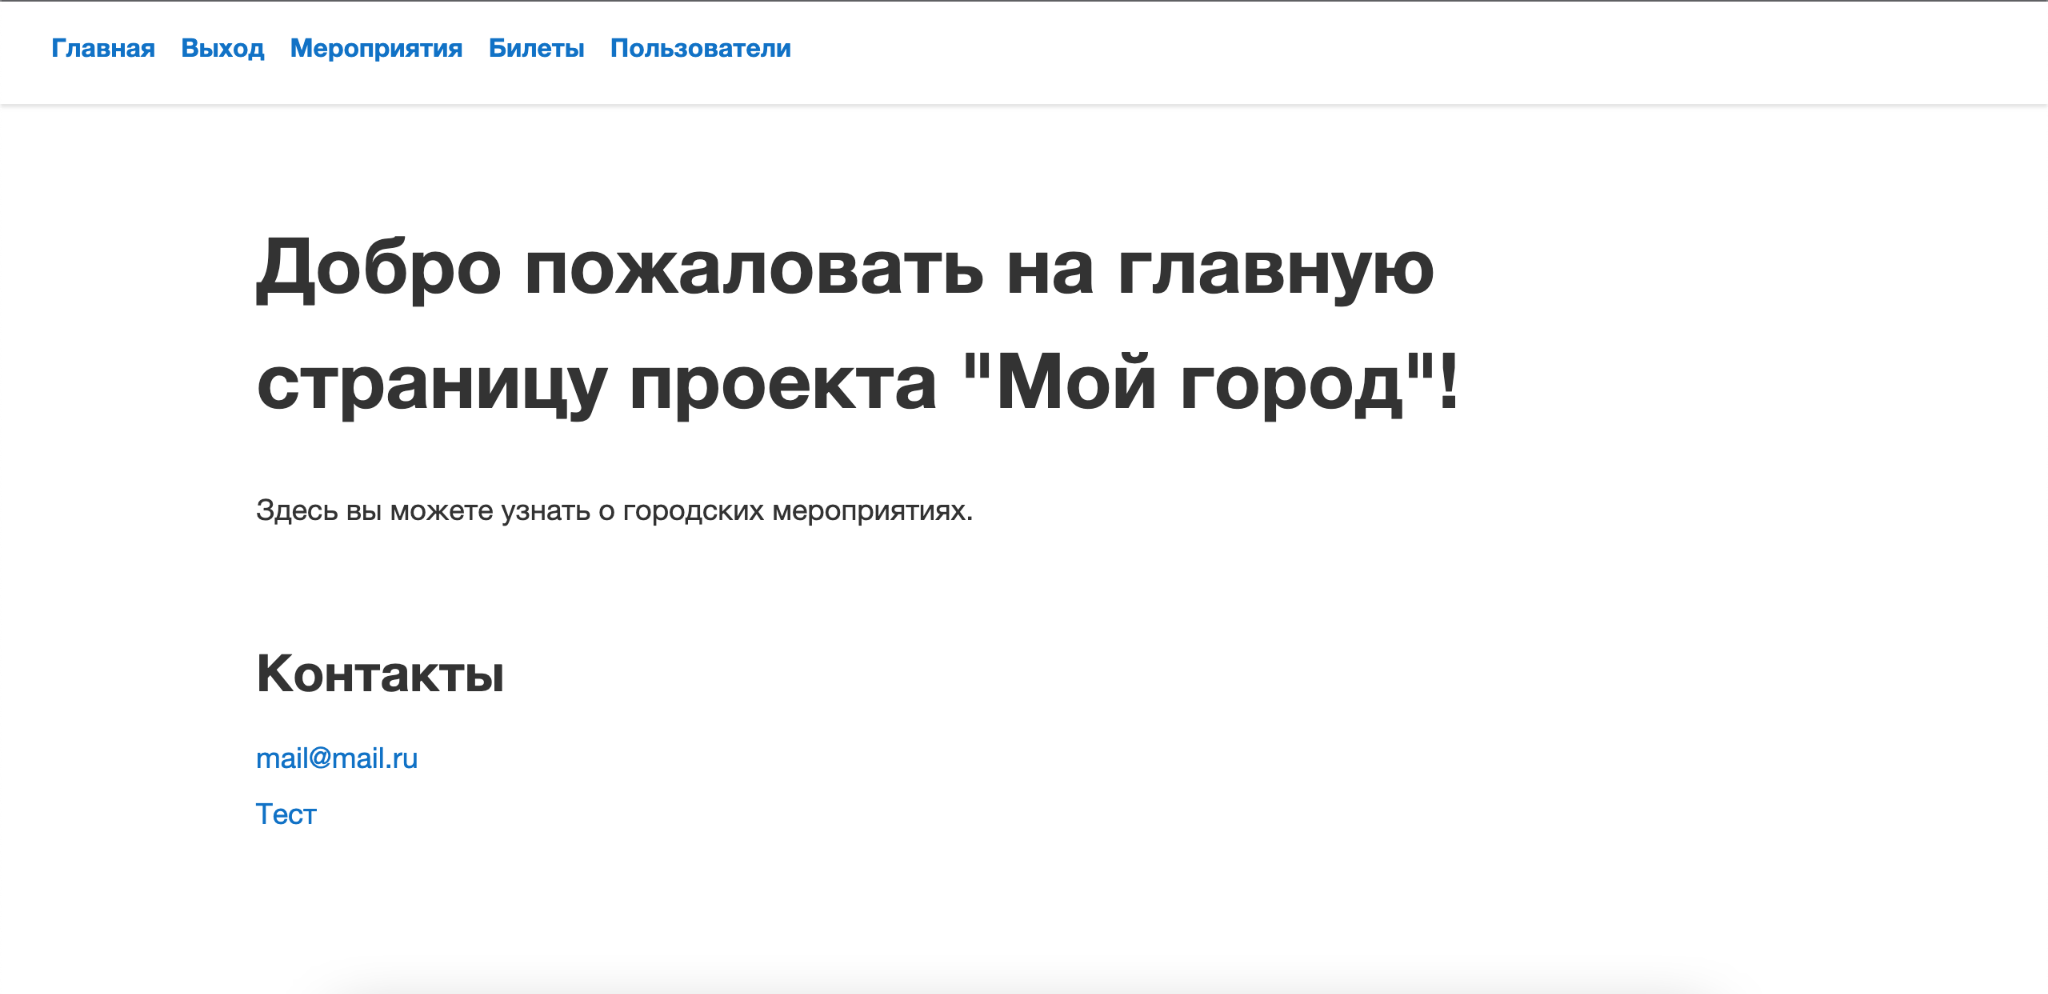 Главная Выход Мероприятия Билеты Пользователи
Добро пожаловать на главную
страницу проекта "Мой город"!
Здесь вы можете узнать о городских мероприятиях.
Контакты
mail@mail.ru
Тест